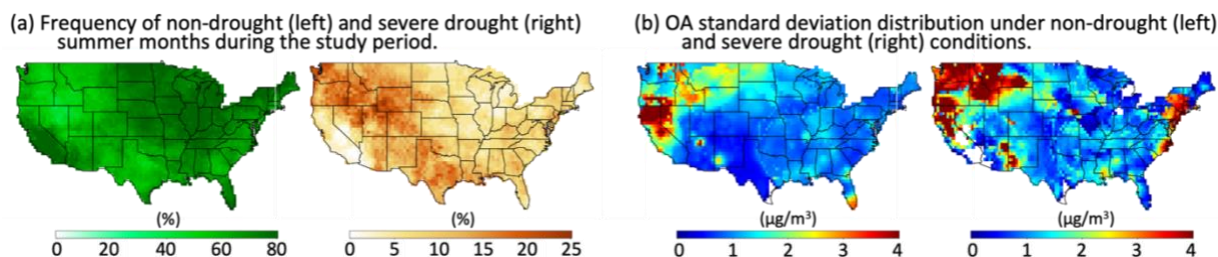 (a) Frequency of non-drought (left) and severe drought (right)
summer months during the study period.
(b) OA standard deviation distribution under non-drought (left)
and severe drought (right) conditions.
(%)
0 20 40 60 80
(%)
0 5 10 15 20 25
(μg/m³)
0 1 2 3 4
(μg/m³)
0 1 2 3 4